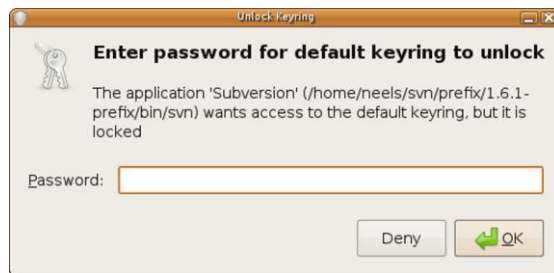 Unlock Keyring
Enter password for default keyring to unlock
The application 'Subversion' (/home/neels/svn/prefix/1.6.1-
prefix/bin/svn) wants access to the default keyring, but it is
locked
Password:
Deny
OK